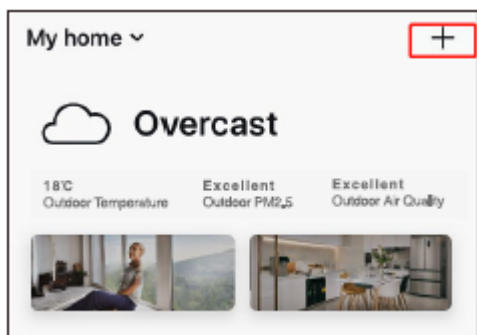 My home
Overcast
18℃ Excellent Excellent
Outdoor Temperature Outdoor PM2.5 Outdoor Air Quality